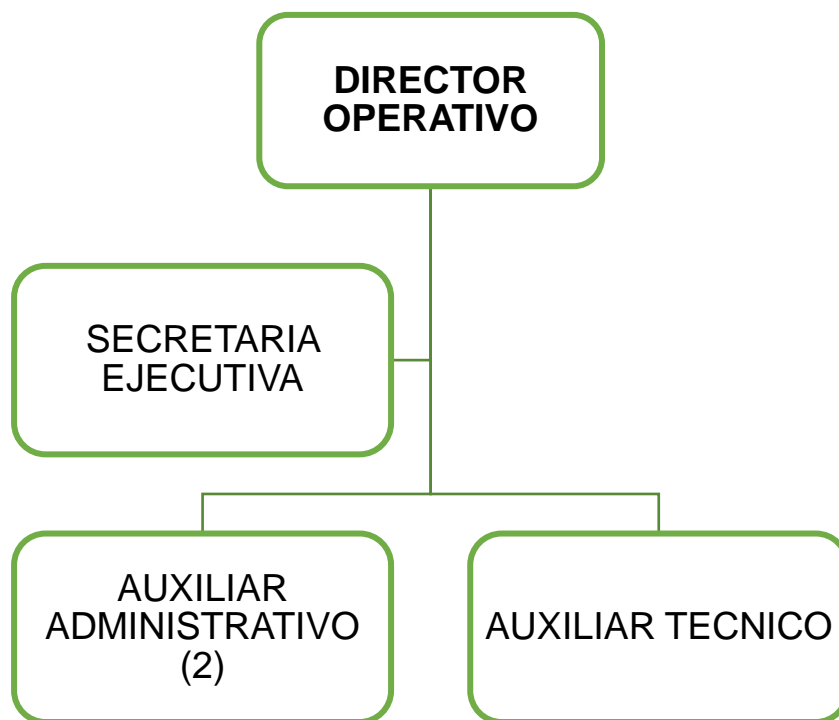 DIRECTOR
OPERATIVO
SECRETARIA
EJECUTIVA
AUXILIAR
ADMINISTRATIVO
(2)
AUXILIAR TECNICO